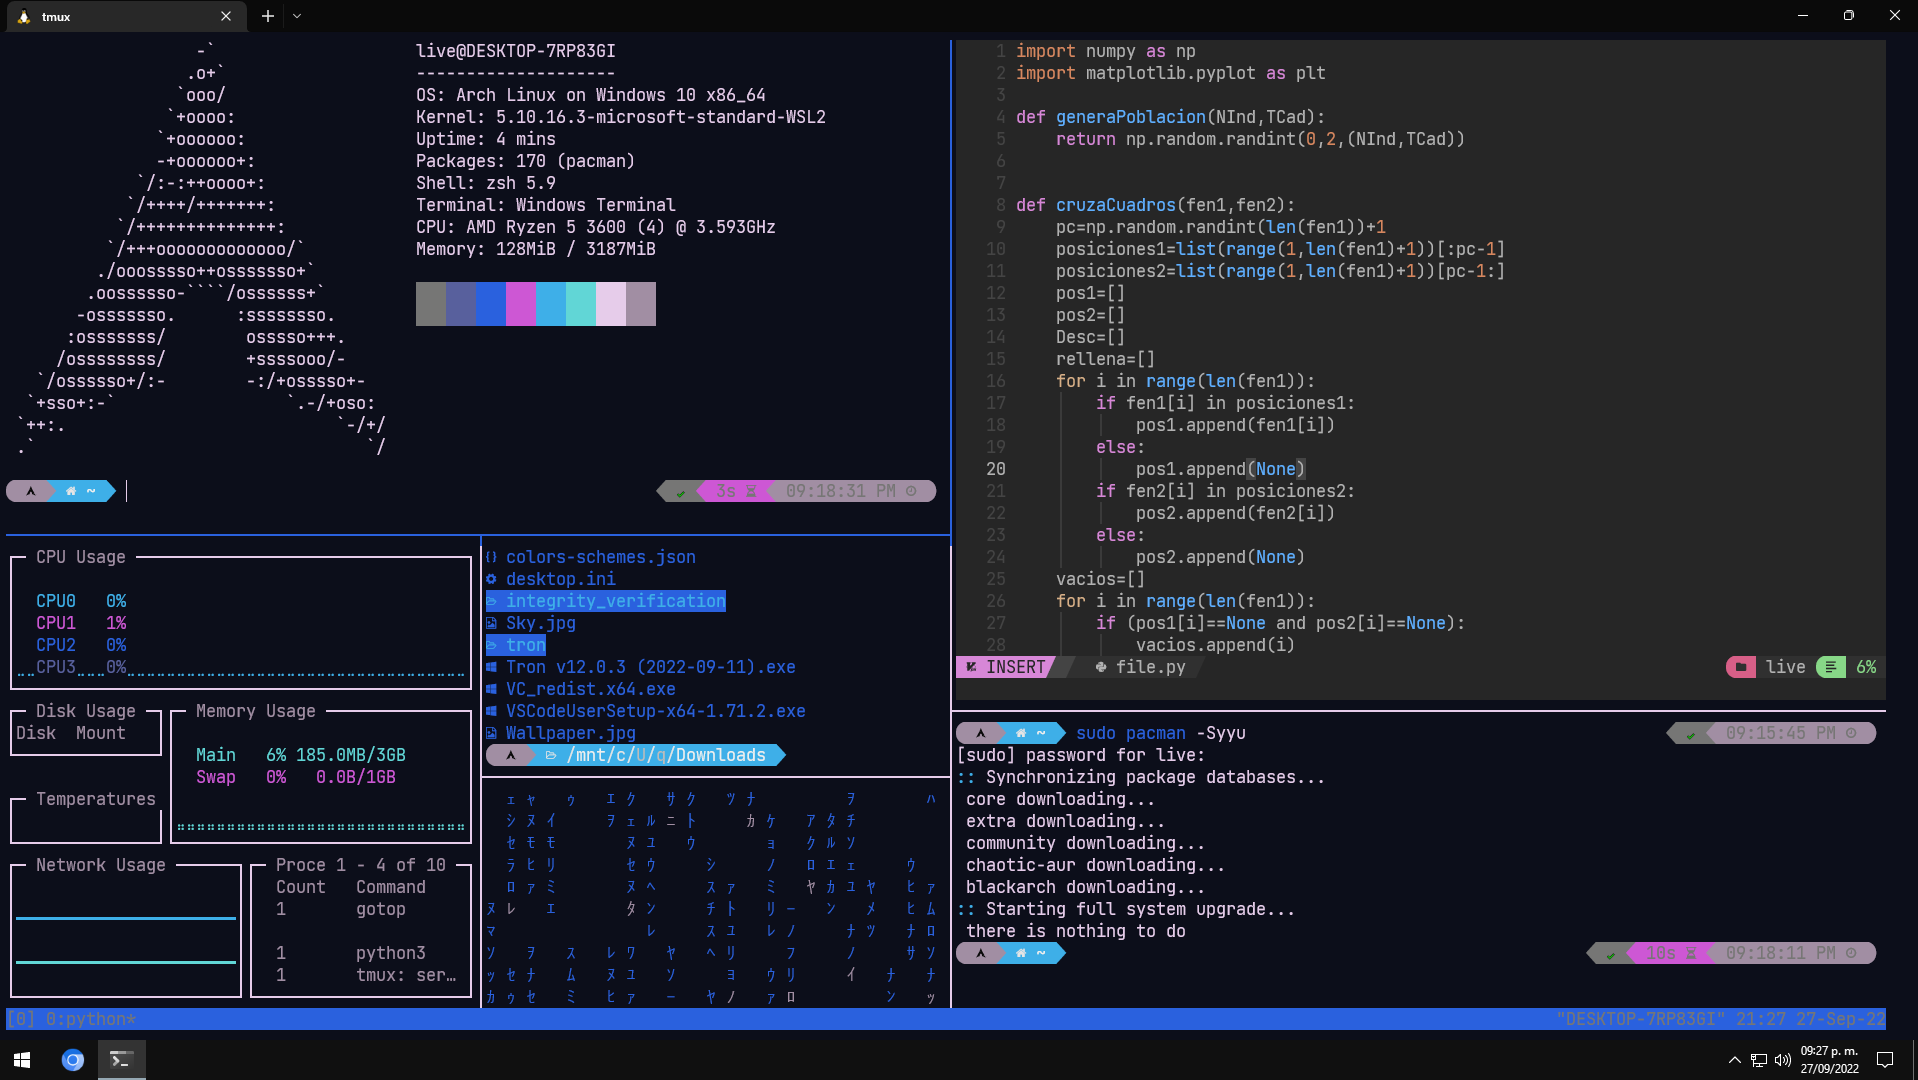 tmux
live@DESKTOP-7RP83GI
--------------------
OS: Arch Linux on Windows 10 x86_64
Kernel: 5.10.16.3-microsoft-standard-WSL2
Uptime: 4 mins
Packages: 170 (pacman)
Shell: zsh 5.9
Terminal: Windows Terminal
CPU: AMD Ryzen 5 3600 (4) @ 3.593GHz
Memory: 128MiB / 3187MiB
~
3s 09:18:31 PM
CPU Usage
CPU0 0%
CPU1 1%
CPU2 0%
CPU3 0%
Disk Usage
Disk Mount
Memory Usage
Main 6% 185.0MB/3GB
Swap 0% 0.0B/1GB
Temperatures
Network Usage
Proce 1 - 4 of 10
Count Command
1 gotop
1 python3
1 tmux: ser…
colors-schemes.json
desktop.ini
integrity_verification
Sky.jpg
tron
Tron v12.0.3 (2022-09-11).exe
VC_redist.x64.exe
VSCodeUserSetup-x64-1.71.2.exe
Wallpaper.jpg
/mnt/c/U/q/Downloads
1 import numpy as np
2 import matplotlib.pyplot as plt
3
4 def generaPoblacion(NInd,TCad):
5     return np.random.randint(0,2,(NInd,TCad))
6
7
8 def cruzaCuadros(fen1,fen2):
9     pc=np.random.randint(len(fen1))+1
10     posiciones1=list(range(1,len(fen1)+1))[:pc-1]
11     posiciones2=list(range(1,len(fen1)+1))[pc-1:]
12     pos1=[]
13     pos2=[]
14     Desc=[]
15     rellena=[]
16     for i in range(len(fen1)):
17         if fen1[i] in posiciones1:
18             pos1.append(fen1[i])
19         else:
20             pos1.append(None)
21         if fen2[i] in posiciones2:
22             pos2.append(fen2[i])
23         else:
24             pos2.append(None)
25     vacios=[]
26     for i in range(len(fen1)):
27         if (pos1[i]==None and pos2[i]==None):
28             vacios.append(i)
INSERT file.py live 6%
~ sudo pacman -Syyu 09:15:45 PM
[sudo] password for live:
:: Synchronizing package databases...
core downloading...
extra downloading...
community downloading...
chaotic-aur downloading...
blackarch downloading...
:: Starting full system upgrade...
there is nothing to do
~ 10s 09:18:11 PM
[0] 0:python* "DESKTOP-7RP83GI" 21:27 27-Sep-22
09:27 p. m.
27/09/2022